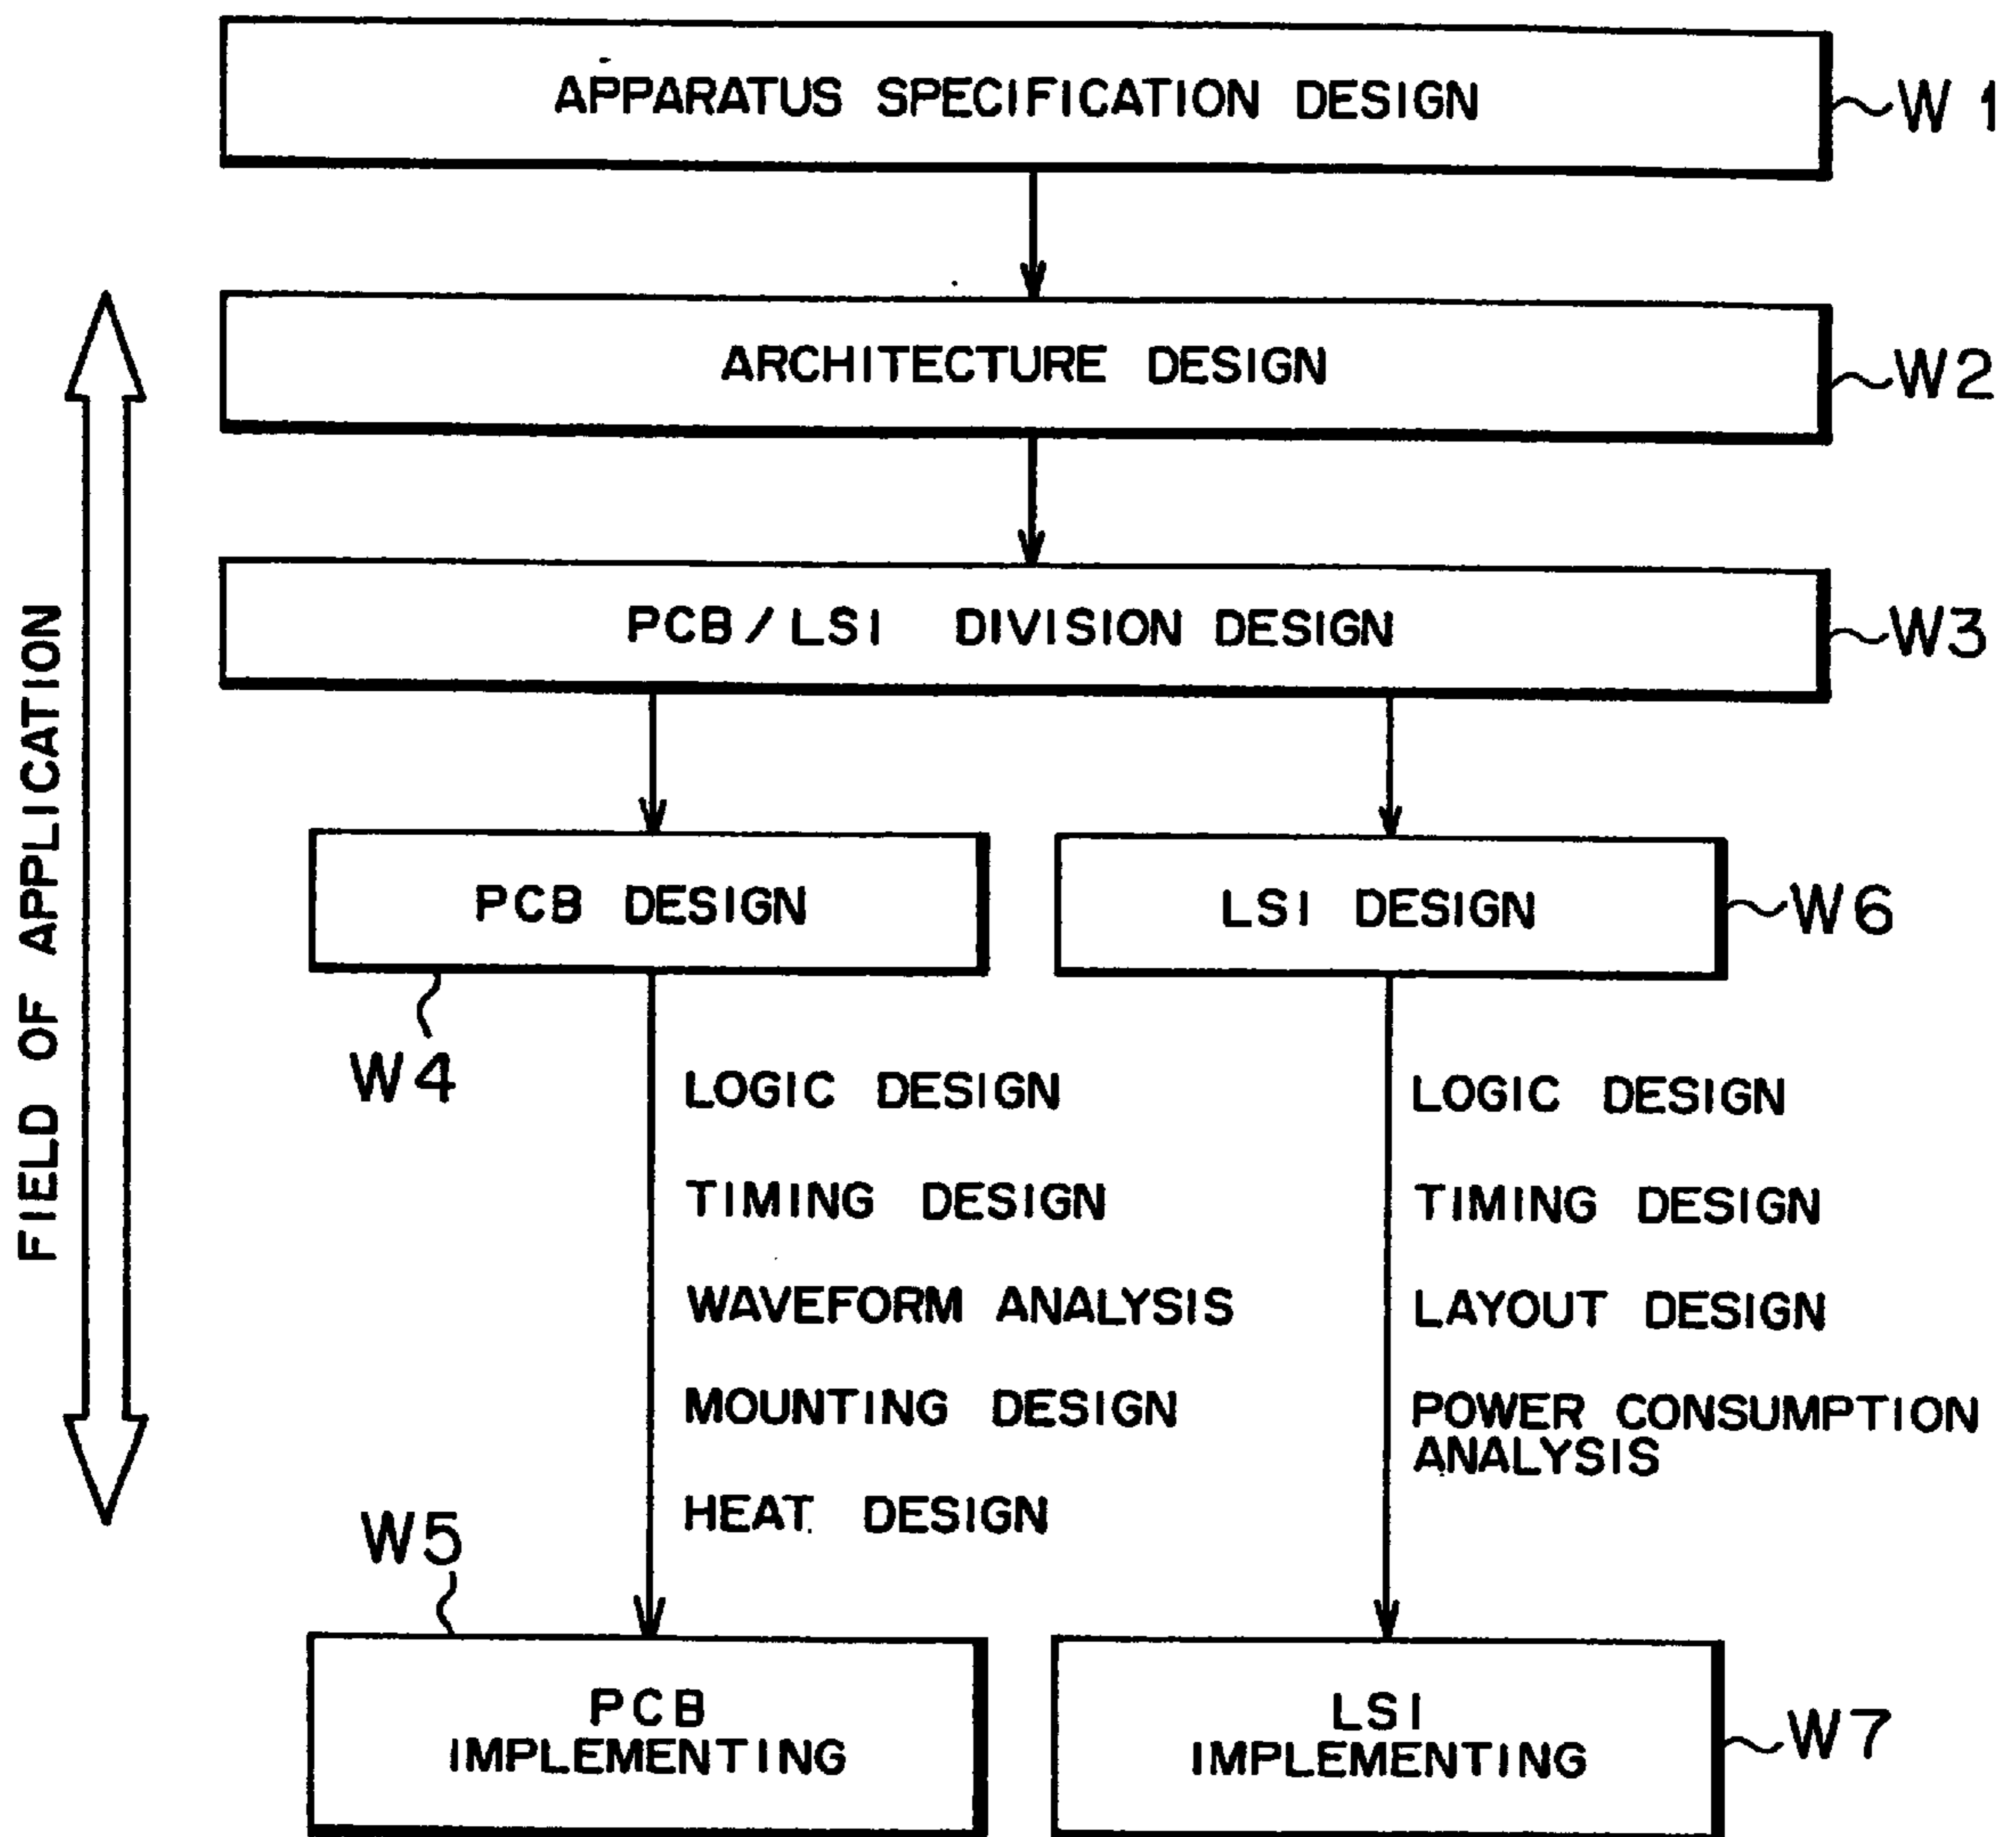 APPARATUS SPECIFICATION DESIGN
W1
ARCHITECTURE DESIGN
W2
PCB/LSI DIVISION DESIGN
W3
FIELD OF APPLICATION
PCB DESIGN
W4
LSI DESIGN
W6
LOGIC DESIGN
TIMING DESIGN
WAVEFORM ANALYSIS
MOUNTING DESIGN
HEAT DESIGN
LOGIC DESIGN
TIMING DESIGN
LAYOUT DESIGN
POWER CONSUMPTION
ANALYSIS
W5
PCB
IMPLEMENTING
LSI
IMPLEMENTING
W7